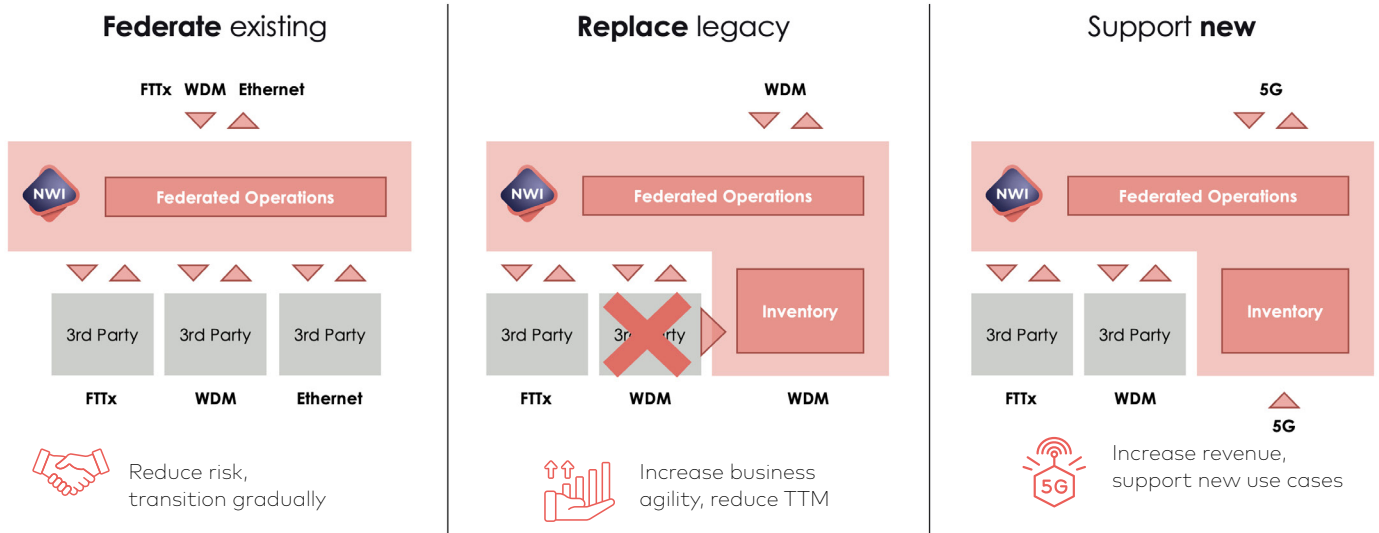 Federate existing
FTTx WDM Ethernet
NWI
Federated Operations
3rd Party 3rd Party 3rd Party
FTTx WDM Ethernet
Reduce risk,
transition gradually
Replace legacy
WDM
NWI
Federated Operations
3rd Party 3rd Party Inventory
FTTx WDM WDM
Increase business
agility, reduce TTM
Support new
5G
NWI
Federated Operations
3rd Party 3rd Party Inventory
FTTx WDM
5G
5G
Increase revenue,
support new use cases